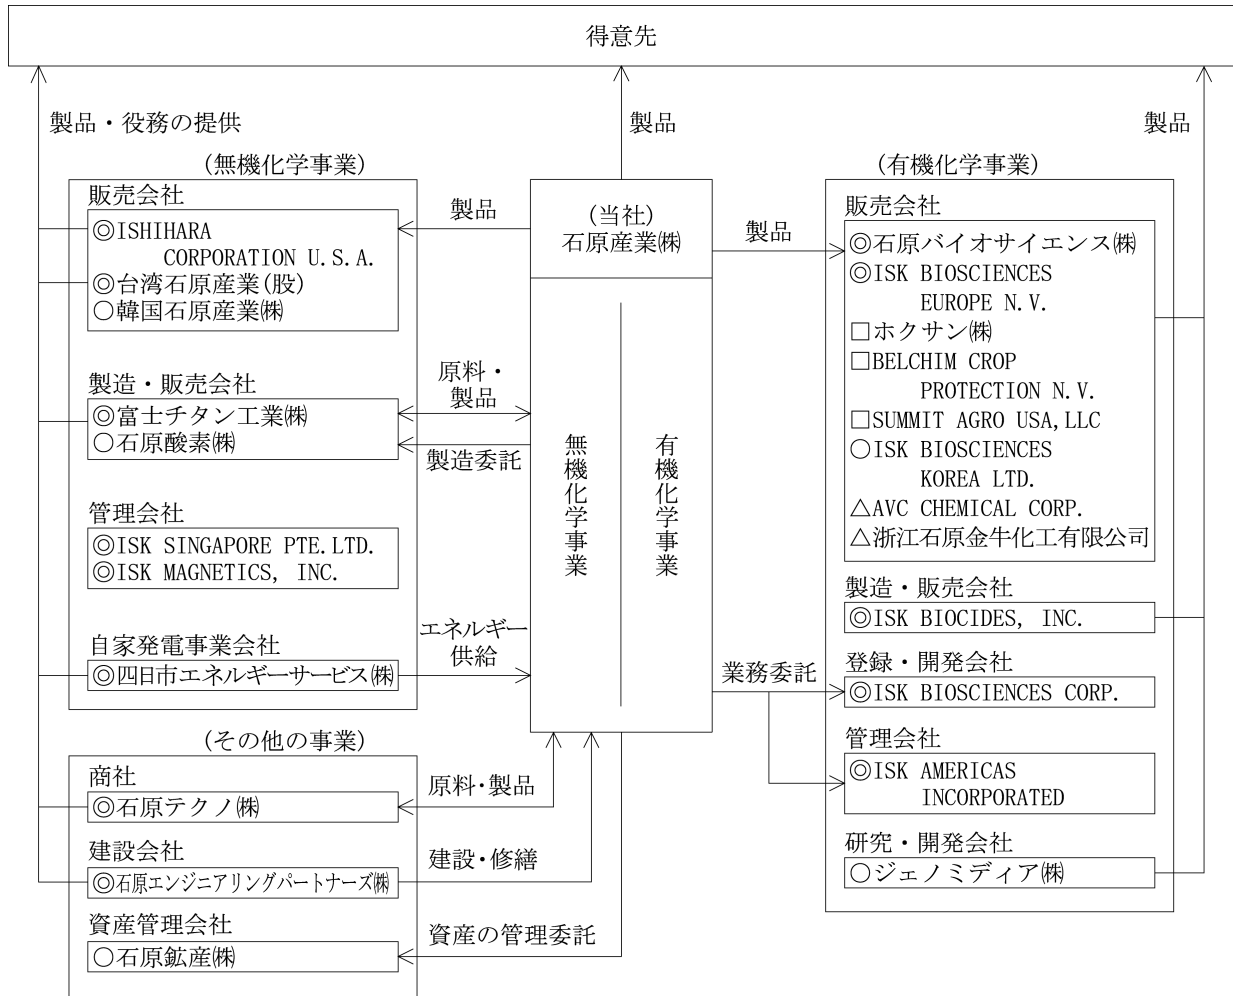 得意先
製品・役務の提供
製品
製品
(無機化学事業)
販売会社
◎ISHIHARA
CORPORATION U.S.A.
◎台湾石原産業(股)
○韓国石原産業㈱
製造・販売会社
◎富士チタン工業㈱
○石原酸素㈱
管理会社
◎ISK SINGAPORE PTE.LTD.
◎ISK MAGNETICS, INC.
自家発電事業会社
◎四日市エネルギーサービス㈱
(その他の事業)
商社
◎石原テクノ㈱
建設会社
◎石原エンジニアリングパートナーズ㈱
資産管理会社
○石原鉱産㈱
製品
原料・
製品
製造委託
エネルギー
供給
原料・製品
建設・修繕
資産の管理委託
(当社)
石原産業㈱
無機化学事業
有機化学事業
製品
業務委託
(有機化学事業)
販売会社
◎石原バイオサイエンス㈱
◎ISK BIOSCIENCES
EUROPE N.V.
□ホクサン㈱
□BELCHIM CROP
PROTECTION N.V.
□SUMMIT AGRO USA,LLC
○ISK BIOSCIENCES
KOREA LTD.
△AVC CHEMICAL CORP.
△浙江石原金牛化工有限公司
製造・販売会社
◎ISK BIOCIDES, INC.
登録・開発会社
◎ISK BIOSCIENCES CORP.
管理会社
◎ISK AMERICAS
INCORPORATED
研究・開発会社
○ジェノミディア㈱